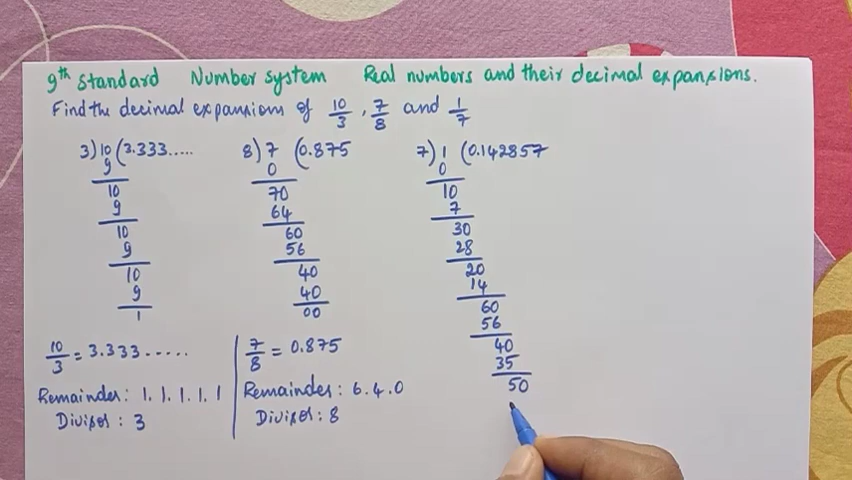 9th Standard Number system Real numbers and their decimal expansions.
Find the decimal expansions of 10/3, 7/8 and 1/7
3)10(3.333.....
9
10
9
10
9
10
9
1
10/3 = 3.333.....
Remainder: 1. 1. 1. 1. 1
Divisor : 3
8) 7 (0.875
0
70
64
60
56
40
40
00
7/8 = 0.875
Remainder: 6.4.0
Divisor: 8
7) 1 (0.142857
0
10
7
30
28
20
14
60
56
40
35
50